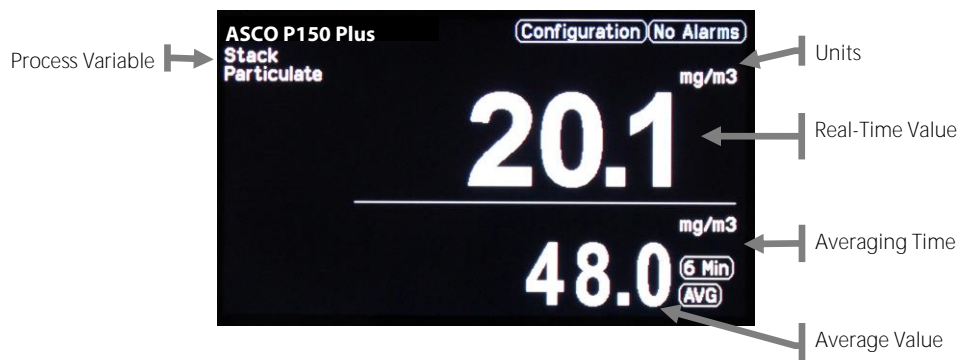 ASCO P150 Plus
Configuration No Alarms
Process Variable
Stack
Particulate
Units
mg/m3
20.1
Real-Time Value
mg/m3
Averaging Time
48.0
6 Min
AVG
Average Value